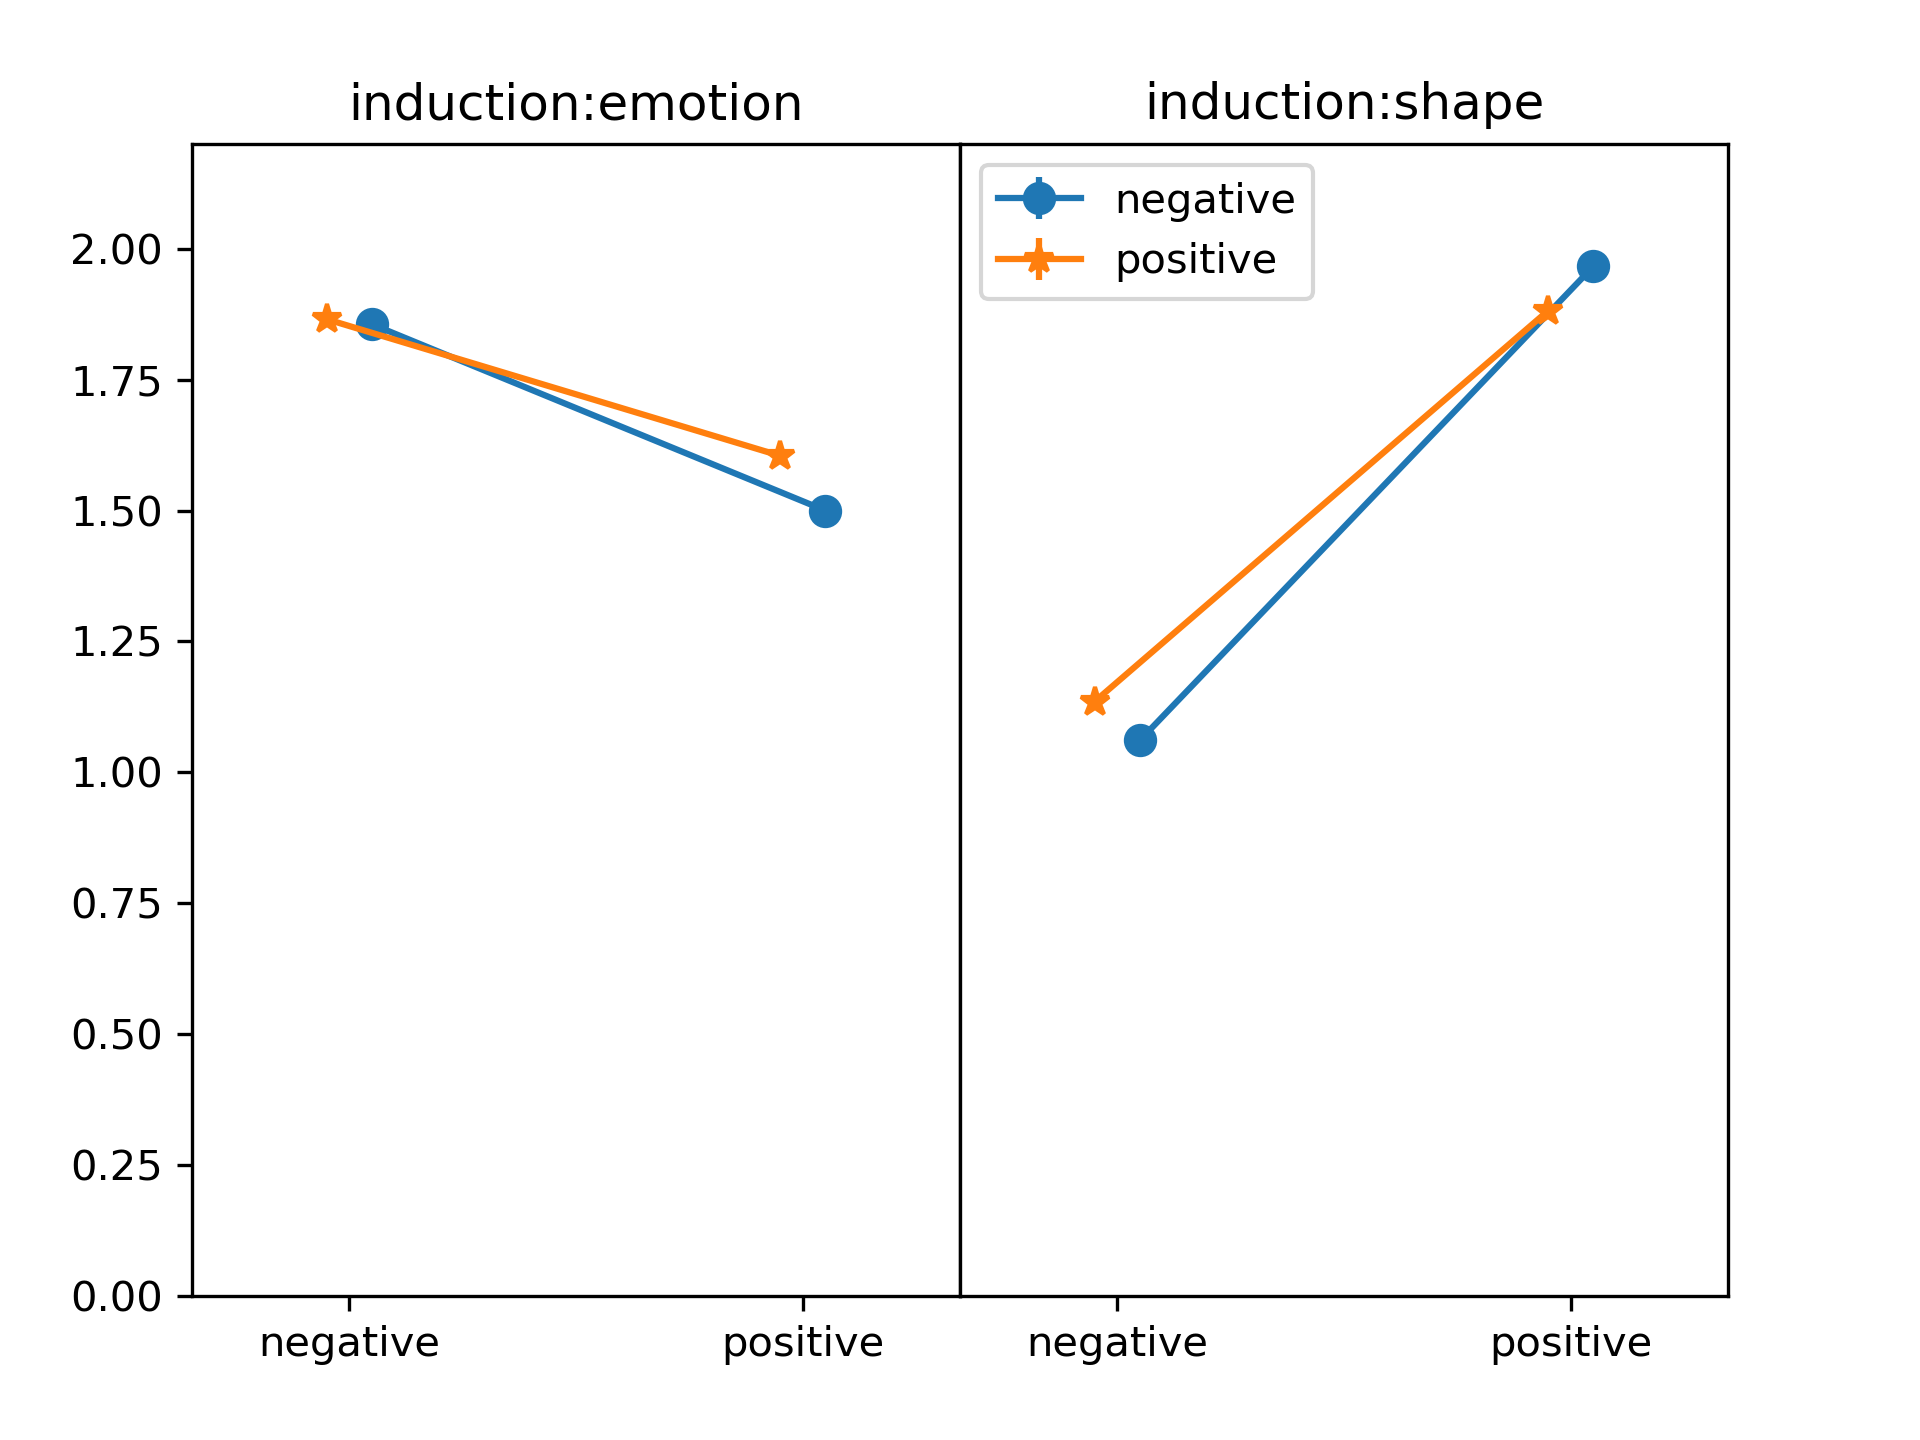 induction:emotion
induction:shape
negative
positive
2.00
1.75
1.50
1.25
1.00
0.75
0.50
0.25
0.00
negative
positive
negative
positive